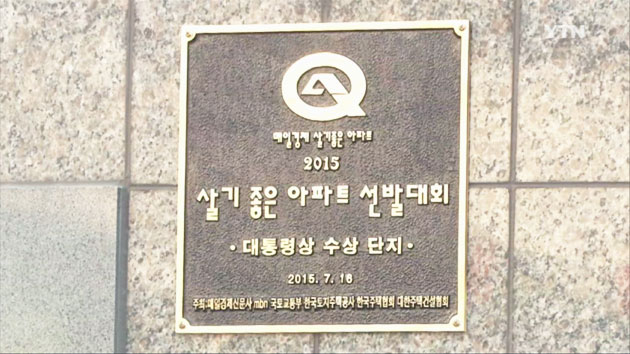 YTN
매일경제 살기좋은 아파트
2015
살기 좋은 아파트 선발대회
· 대통령상 수상 단지 ·
2015. 7. 16
주최:매일경제신문사 mbn 국토교통부 한국토지주택공사 한국주택협회 대한주택건설협회